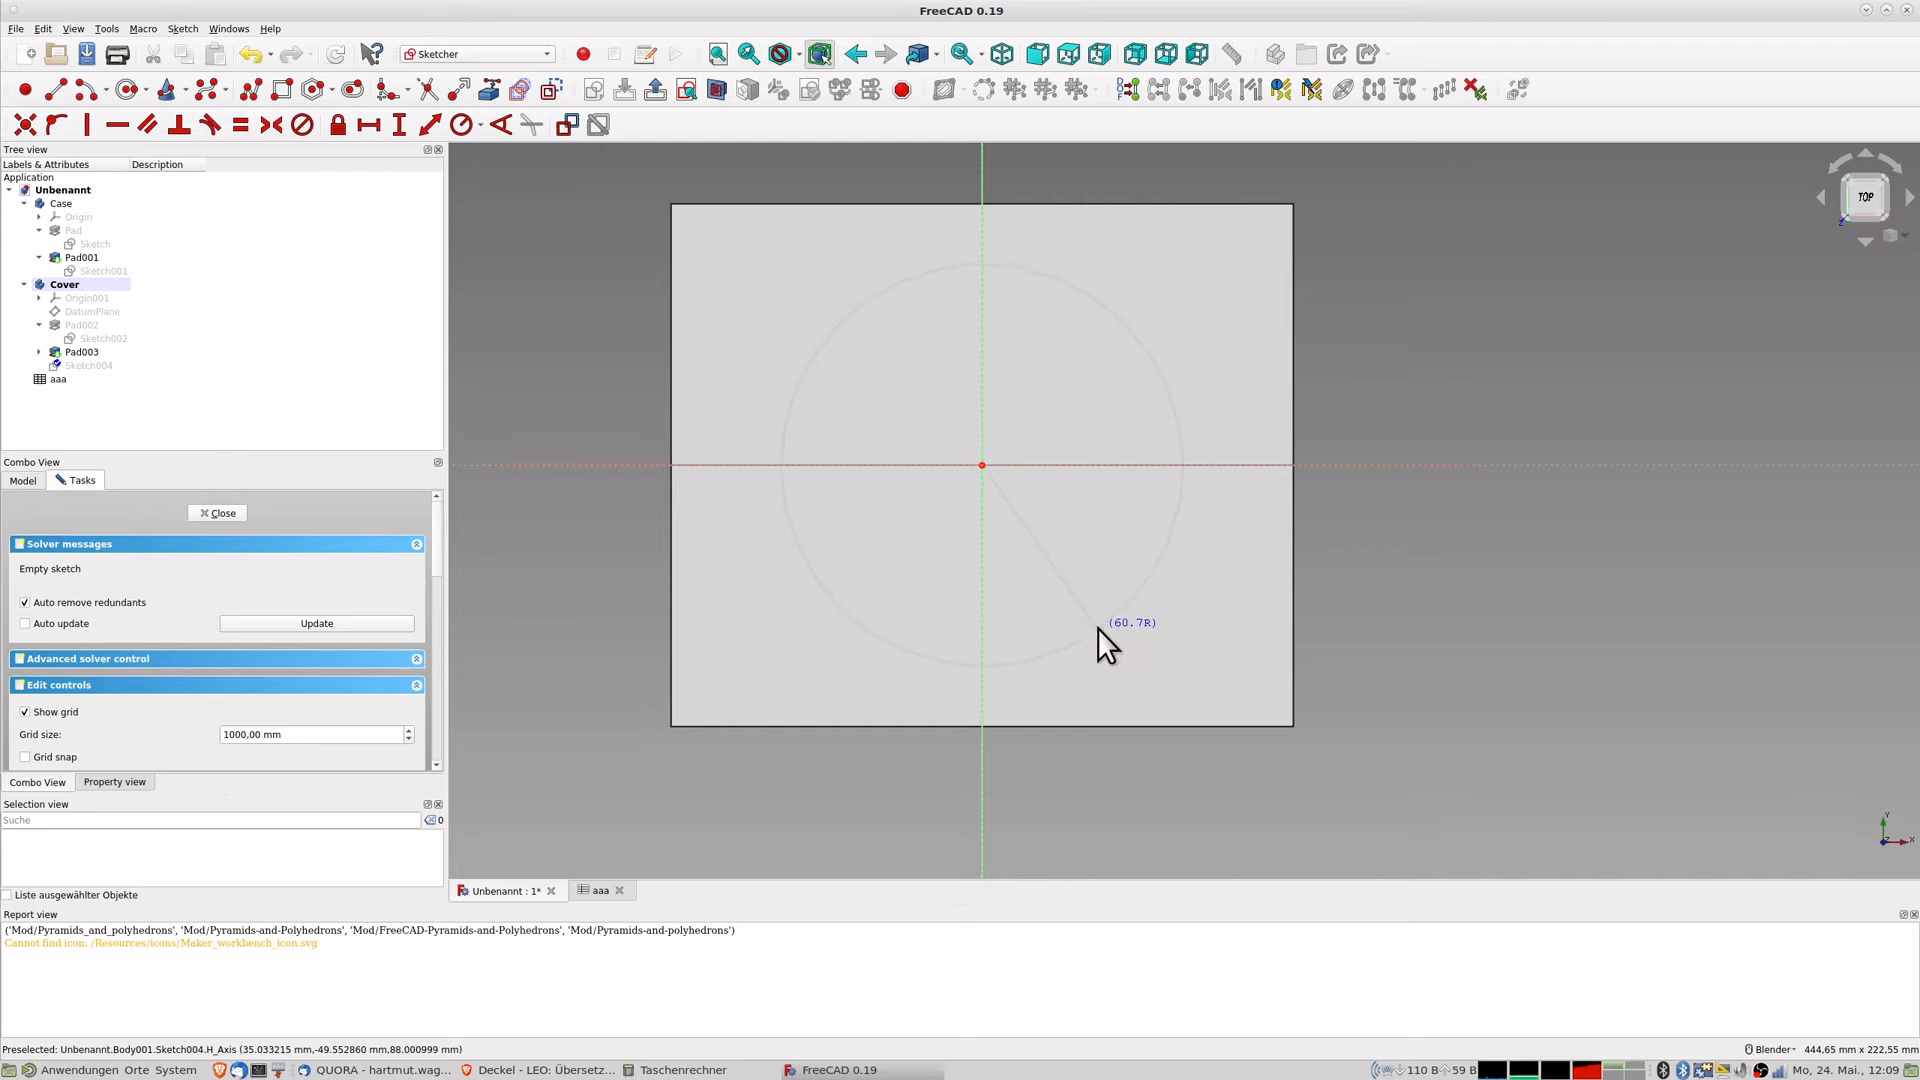 FreeCAD 0.19
File Edit View Tools Macro Sketch Windows Help
Sketcher
Tree view
Labels & Attributes Description
Application
Unbenannt
Case
Origin
Pad
Sketch
Pad001
Sketch001
Cover
Origin001
DatumPlane
Pad002
Sketch002
Pad003
Sketch004
aaa
TOP
Z
(60.7R)
Combo View
Model Tasks
Close
Solver messages
Empty sketch
Auto remove redundants
Auto update Update
Advanced solver control
Edit controls
Show grid
Grid size: 1000,00 mm
Grid snap
Combo View Property view
Selection view
Suche
0
Liste ausgewählter Objekte
Y
Z
X
Unbenannt : 1* aaa
Report view
('Mod/Pyramids_and_polyhedrons', 'Mod/Pyramids-and-Polyhedrons', 'Mod/FreeCAD-Pyramids-and-Polyhedrons', 'Mod/Pyramids-and-polyhedrons')
Cannot find icon: /Resources/icons/Maker_workbench_icon.svg
Preselected: Unbenannt.Body001.Sketch004.H_Axis (35.033215 mm,-49.552860 mm,88.000999 mm)
Blender 444,65 mm x 222,55 mm
Anwendungen Orte System QUORA - hartmut.wag... Deckel - LEO: Übersetz... Taschenrechner FreeCAD 0.19 110 B 59 B Mo, 24. Mai., 12:09